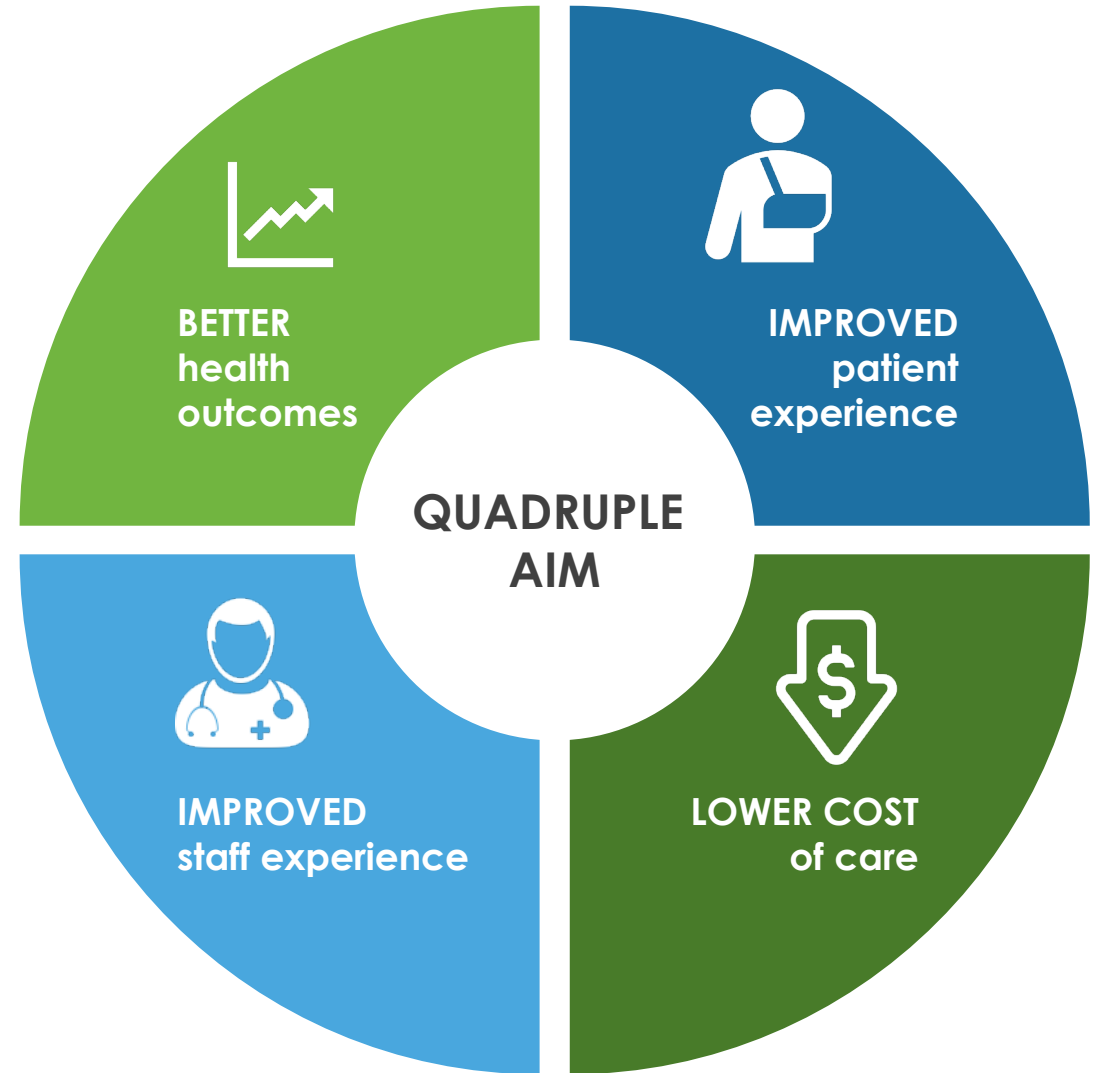 BETTER
health
outcomes
IMPROVED
patient
experience
QUADRUPLE
AIM
IMPROVED
staff experience
$
LOWER COST
of care